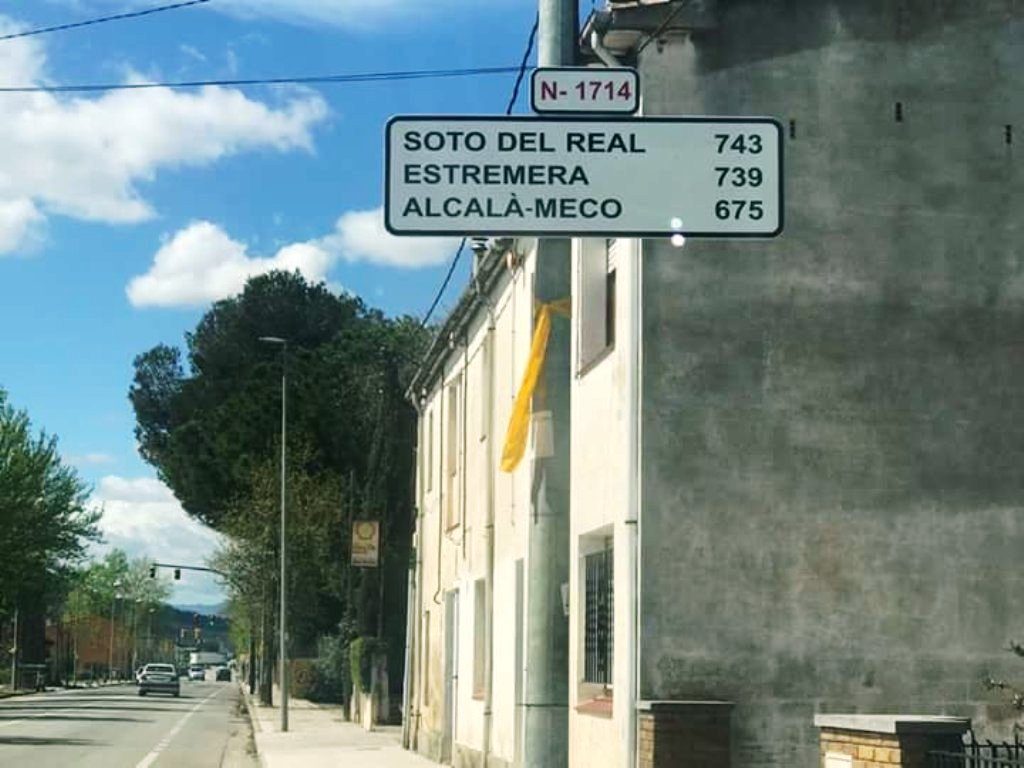 N- 1714
SOTO DEL REAL 743
ESTREMERA 739
ALCALÀ-MECO 675